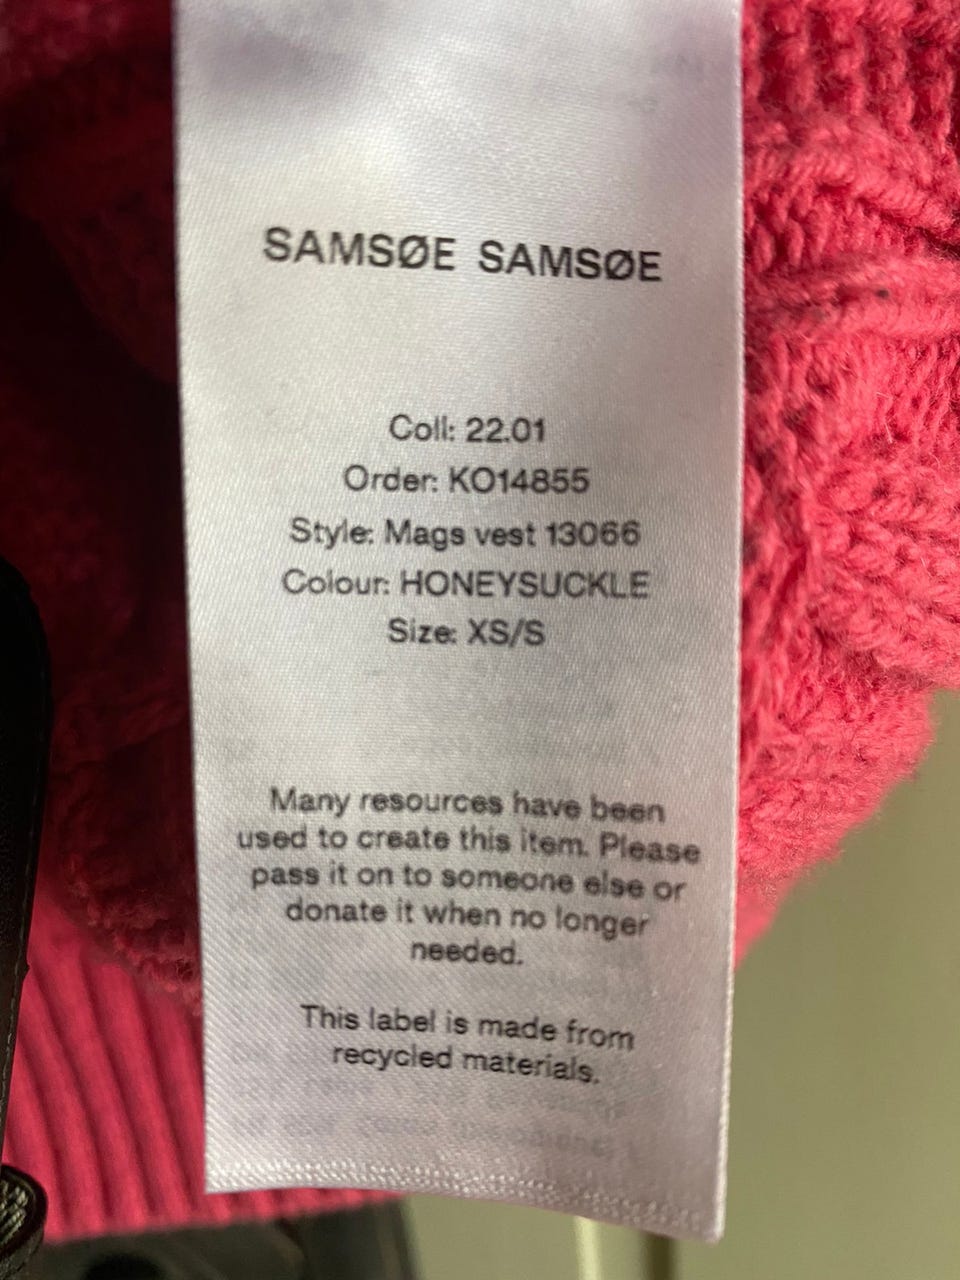 SAMSØE SAMSØE
Coll: 22.01
Order: KO14855
Style: Mags vest 13066
Colour: HONEYSUCKLE
Size: XS/S
Many resources have been
used to create this item. Please
pass it on to someone else or
donate it when no longer
needed.
This label is made from
recycled materials.